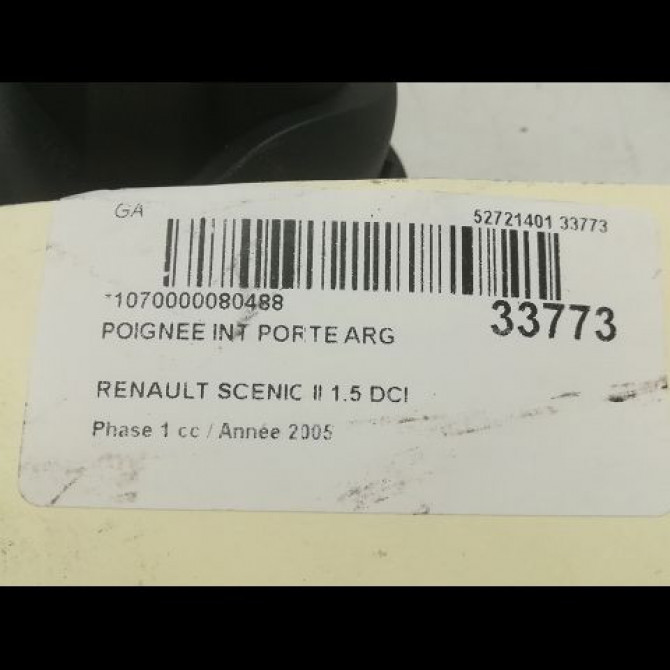 GA
52721401 33773
*1070000080488
33773
POIGNEE INT PORTE ARG
RENAULT SCENIC II 1.5 DCI
Phase 1 cc / Année 2005